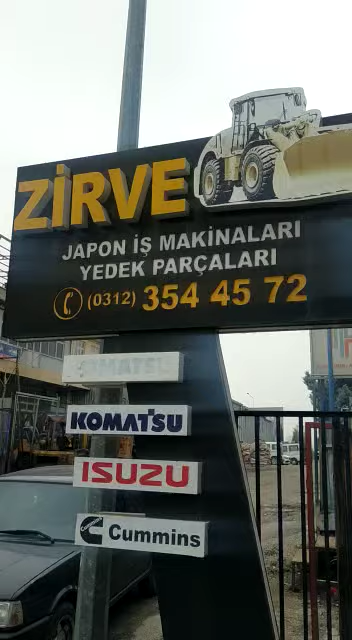 ZİRVE
JAPON İŞ MAKİNALARI
YEDEK PARÇALARI
(0312) 354 45 72
KOMATSU
ISUZU
Cummins